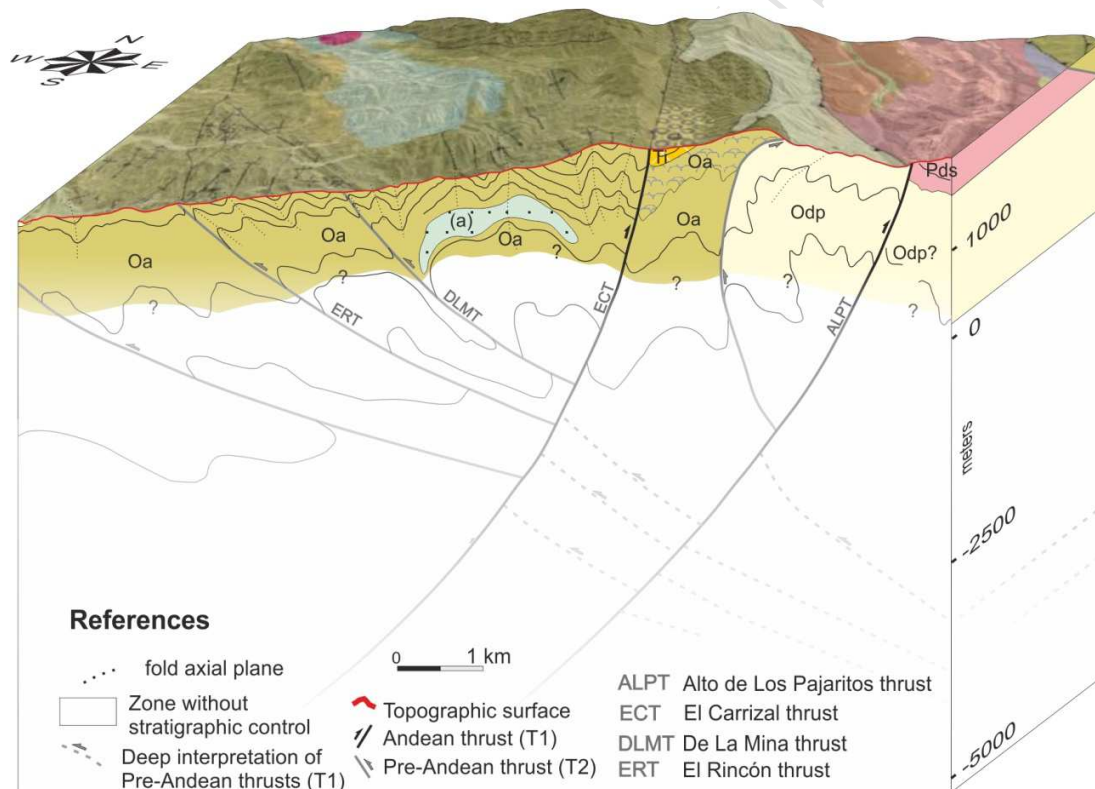 N
W
E
S
Ti
Oa
Pds
(a)
Oa
Oa
Oa
Oa
Odp
Odp?
?
?
?
?
?
?
ERT
DLMT
ECT
ALPT
1000
0
meters
-2500
-5000
References
fold axial plane
Zone without
stratigraphic control
Deep interpretation of
Pre-Andean thrusts (T1)
0 1 km
Topographic surface
Andean thrust (T1)
Pre-Andean thrust (T2)
ALPT Alto de Los Pajaritos thrust
ECT El Carrizal thrust
DLMT De La Mina thrust
ERT El Rincón thrust